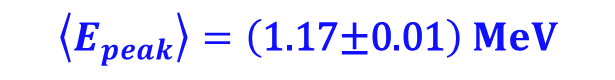 ⟨E_peak⟩ = (1.17±0.01) MeV